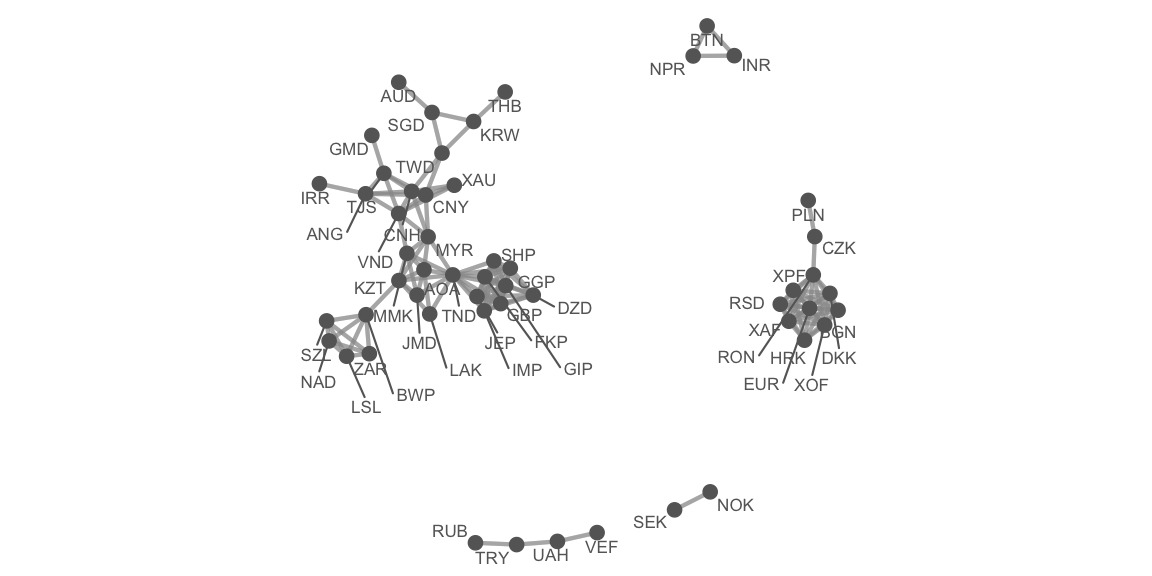 BTN
NPR
INR
AUD
THB
SGD
KRW
GMD
TWD
XAU
IRR
TJS
CNY
ANG
CNH
PLN
VND
MYR
CZK
SHP
KZT
AOA
GGP
XPF
RSD
MMK
TND
GBP
DZD
XAF
BGN
JMD
JEP
FKP
SZL
ZAR
LAK
IMP
GIP
RON
HRK
DKK
NAD
BWP
EUR
XOF
LSL
NOK
SEK
RUB
TRY
UAH
VEF